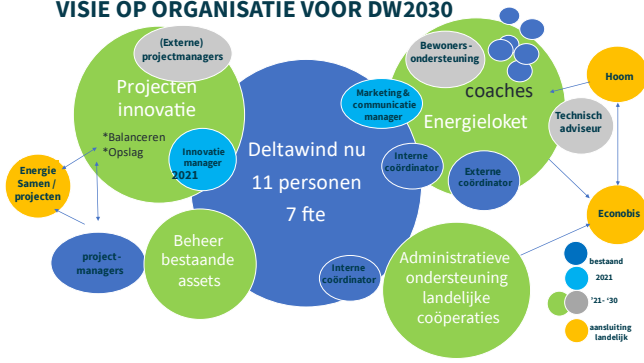 VISIE OP ORGANISATIE VOOR DW2030
(Externe)
projectmanagers
Projecten
innovatie
*Balanceren
*Opslag
Innovatie
manager
2021
Energie
Samen /
projecten
project-
managers
Beheer
bestaande
assets
Deltawind nu
11 personen
7 fte
Marketing &
communicatie
manager
Interne
coördinator
Interne
coördinator
Bewoners-
ondersteuning
coaches
Energieloket
Externe
coördinator
Technisch
adviseur
Hoom
Econobis
Administratieve
ondersteuning
landelijke
coöperaties
bestaand
2021
'21- '30
aansluiting
landelijk